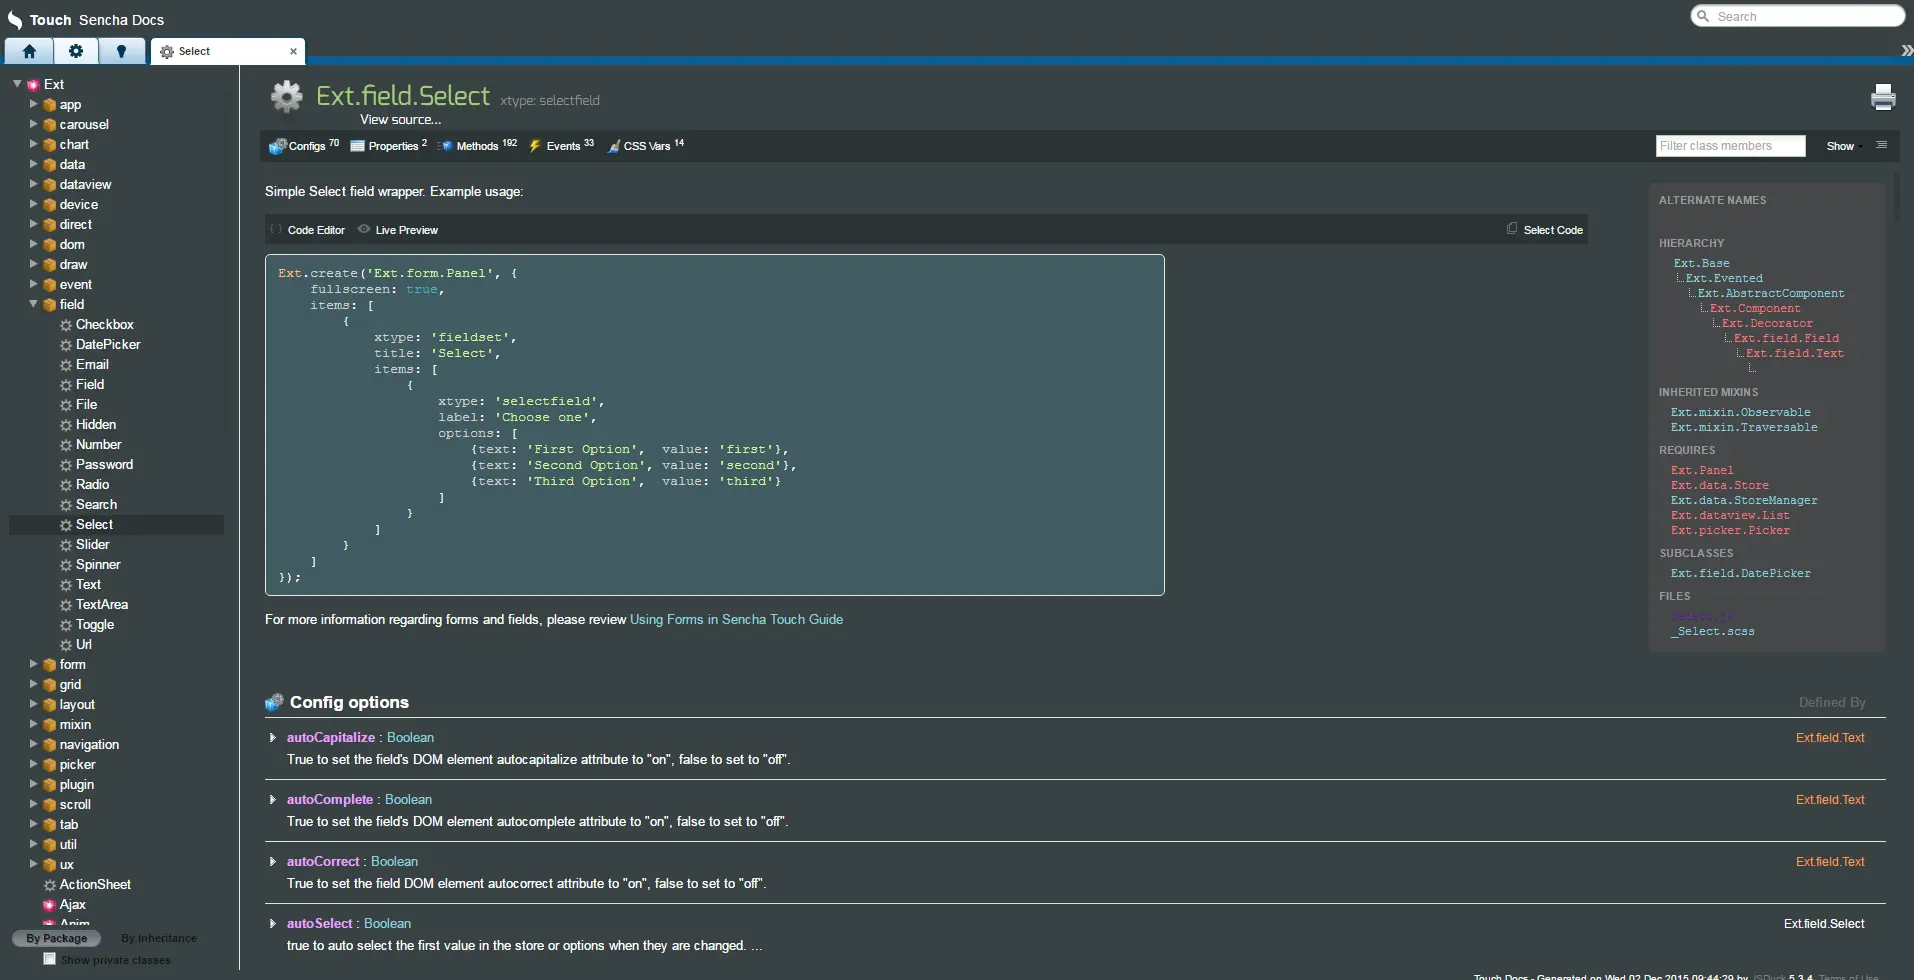 Touch Sencha Docs
Search
Select
Ext
app
carousel
chart
data
dataview
device
direct
dom
draw
event
field
Checkbox
DatePicker
Email
Field
File
Hidden
Number
Password
Radio
Search
Select
Slider
Spinner
Text
TextArea
Toggle
Url
form
grid
layout
mixin
navigation
picker
plugin
scroll
tab
util
ux
ActionSheet
Ajax
Anim
By Package By Inheritance
Show private classes
Ext.field.Select xtype: selectfield
View source...
Configs 70 Properties 2 Methods 192 Events 33 CSS Vars 14
Filter class members Show
Simple Select field wrapper. Example usage:
Code Editor Live Preview Select Code
Ext.create('Ext.form.Panel', {
fullscreen: true,
items: [
{
xtype: 'fieldset',
title: 'Select',
items: [
{
xtype: 'selectfield',
label: 'Choose one',
options: [
{text: 'First Option', value: 'first'},
{text: 'Second Option', value: 'second'},
{text: 'Third Option', value: 'third'}
]
}
]
}
]
});
For more information regarding forms and fields, please review Using Forms in Sencha Touch Guide
ALTERNATE NAMES
HIERARCHY
Ext.Base
Ext.Evented
Ext.AbstractComponent
Ext.Component
Ext.Decorator
Ext.field.Field
Ext.field.Text
INHERITED MIXINS
Ext.mixin.Observable
Ext.mixin.Traversable
REQUIRES
Ext.Panel
Ext.data.Store
Ext.data.StoreManager
Ext.dataview.List
Ext.picker.Picker
SUBCLASSES
Ext.field.DatePicker
FILES
Select.js
_Select.scss
Config options Defined By
autoCapitalize : Boolean Ext.field.Text
True to set the field's DOM element autocapitalize attribute to "on", false to set to "off".
autoComplete : Boolean Ext.field.Text
True to set the field's DOM element autocomplete attribute to "on", false to set to "off".
autoCorrect : Boolean Ext.field.Text
True to set the field DOM element autocorrect attribute to "on", false to set to "off".
autoSelect : Boolean Ext.field.Select
true to auto select the first value in the store or options when they are changed. ...
Touch Docs - Generated on Wed 02 Dec 2015 09:44:29 by JSDuck 5.3.4. Terms of Use